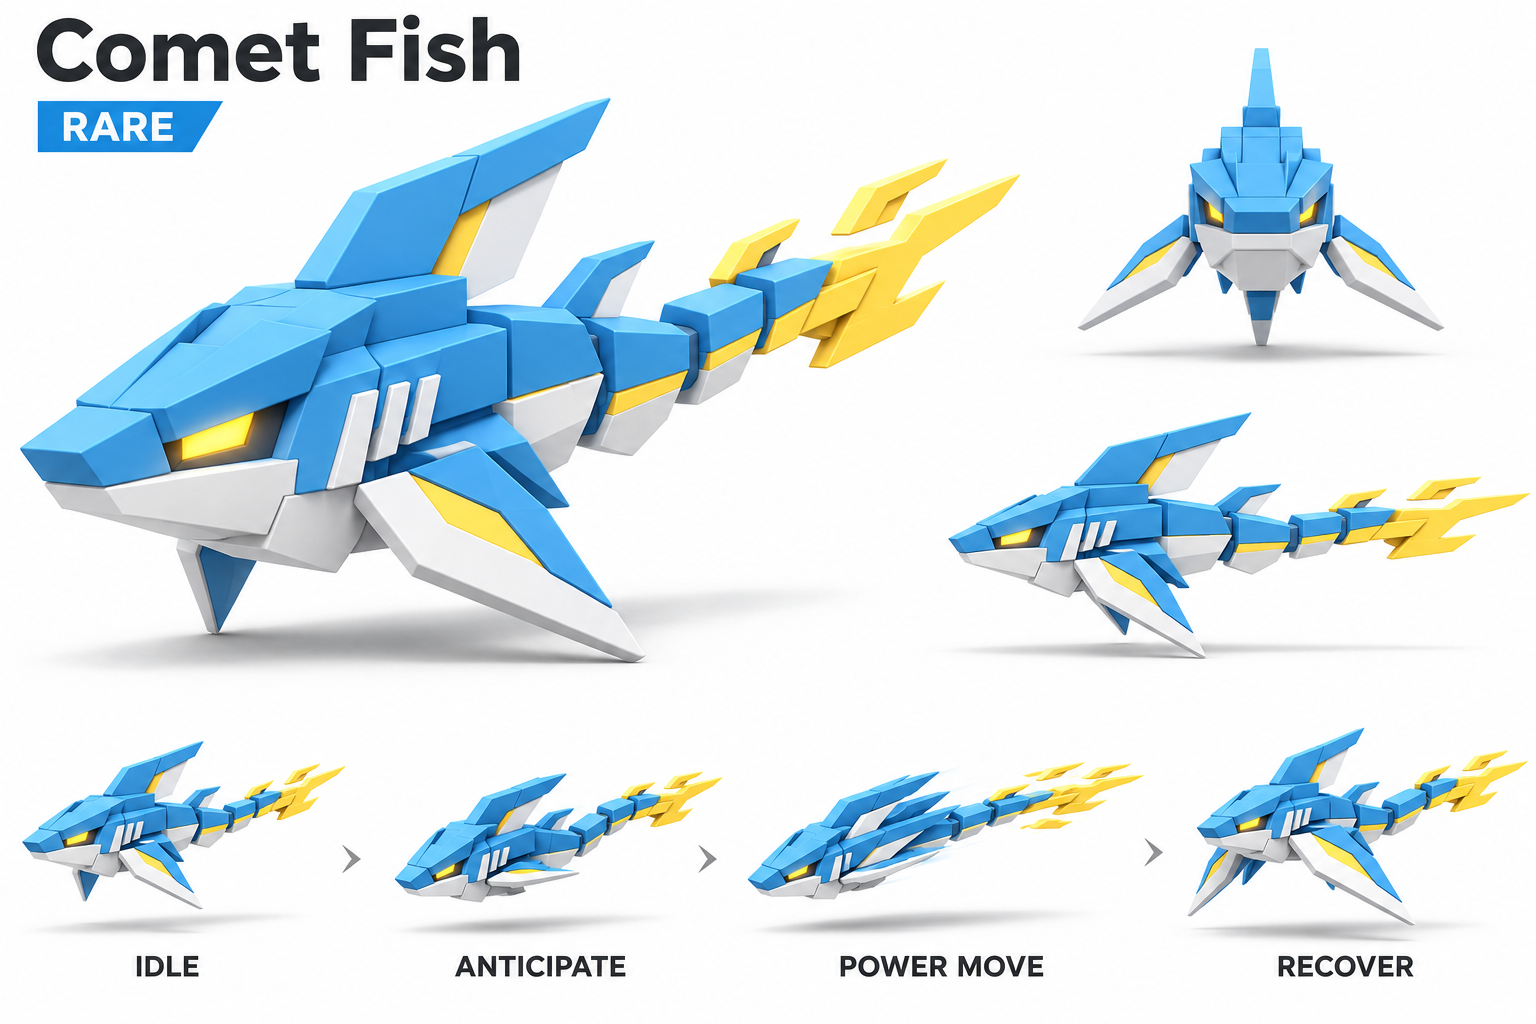 Comet Fish
RARE
IDLE
ANTICIPATE
POWER MOVE
RECOVER